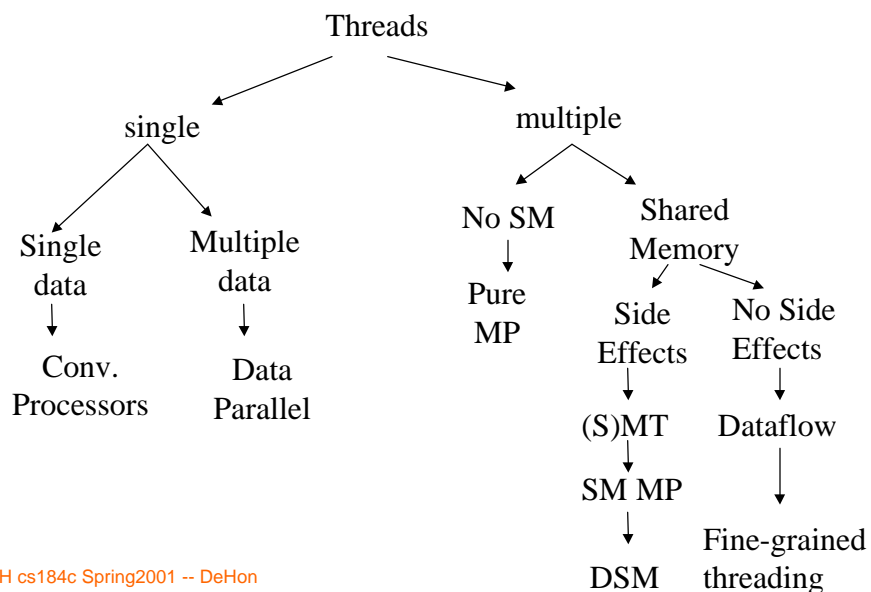 Threads
single
multiple
Single
data
Multiple
data
No SM
Shared
Memory
Pure
MP
Side
Effects
No Side
Effects
Conv.
Processors
Data
Parallel
(S)MT
Dataflow
SM MP
DSM
Fine-grained
threading
H cs184c Spring2001 -- DeHon